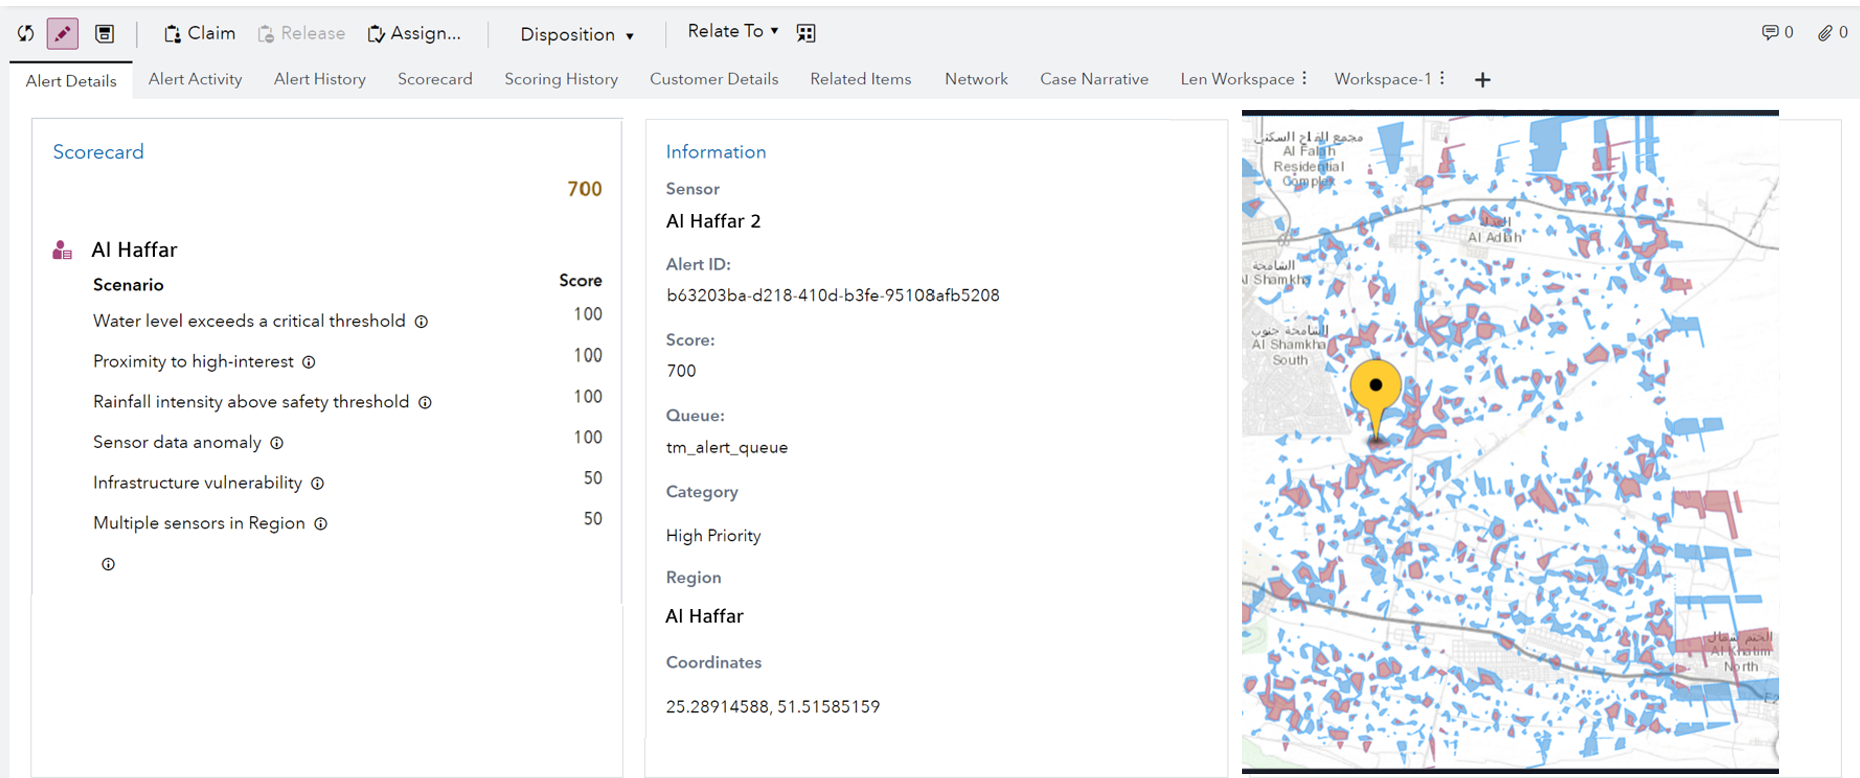 Claim Release Assign... Disposition Relate To 0 0
Alert Details Alert Activity Alert History Scorecard Scoring History Customer Details Related Items Network Case Narrative Len Workspace Workspace-1
Scorecard
700
Al Haffar
Scenario Score
Water level exceeds a critical threshold 100
Proximity to high-interest 100
Rainfall intensity above safety threshold 100
Sensor data anomaly 100
Infrastructure vulnerability 50
Multiple sensors in Region 50
Information
Sensor
Al Haffar 2
Alert ID:
b63203ba-d218-410d-b3fe-95108afb5208
Score:
700
Queue:
tm_alert_queue
Category
High Priority
Region
Al Haffar
Coordinates
25.28914588, 51.51585159
مجمع الفلاح السكني
Al Falah
Residential
Complex
Al Adlah
الشامخة
Al Shamkha
الشامخة جنوب
Al Shamkha
South
الختم شمال
Al Khatim
North